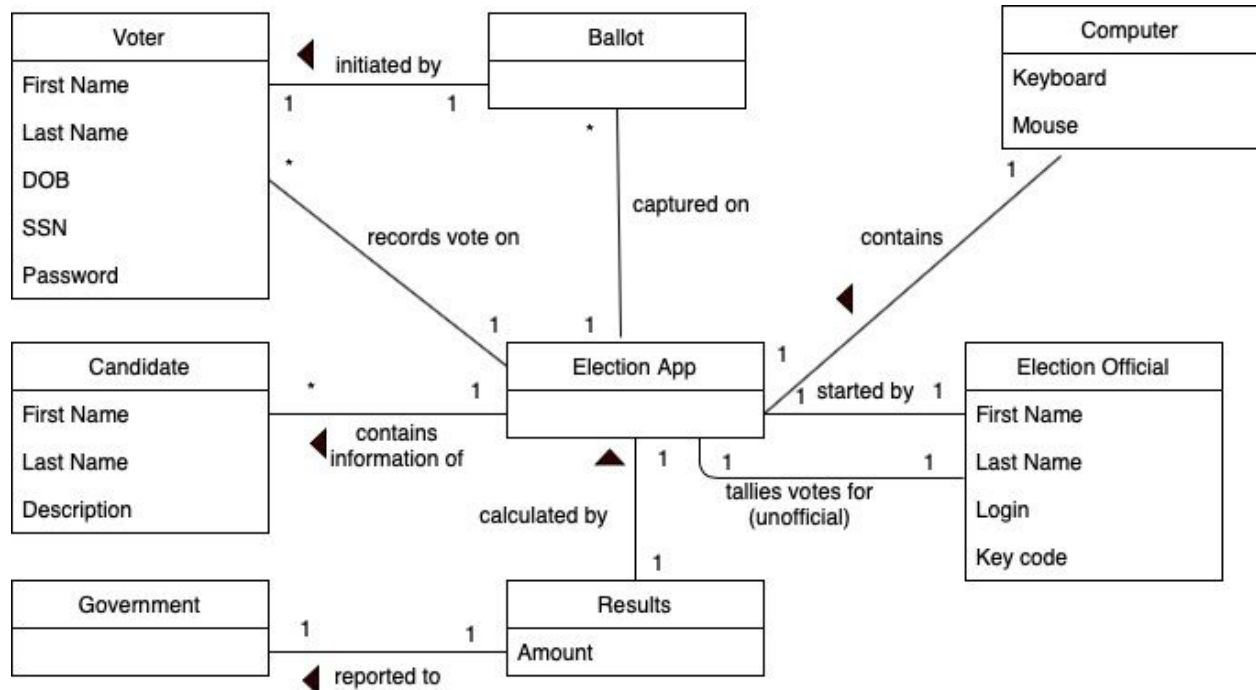 Voter
First Name
Last Name
DOB
SSN
Password
initiated by
1
1
Ballot
*
captured on
1
Computer
Keyboard
Mouse
1
contains
1
*
records vote on
1
Candidate
First Name
Last Name
Description
*
1
contains
information of
Election App
1
started by
1
Election Official
First Name
Last Name
Login
Key code
1
1
tallies votes for
(unofficial)
1
calculated by
1
Government
1
1
reported to
Results
Amount